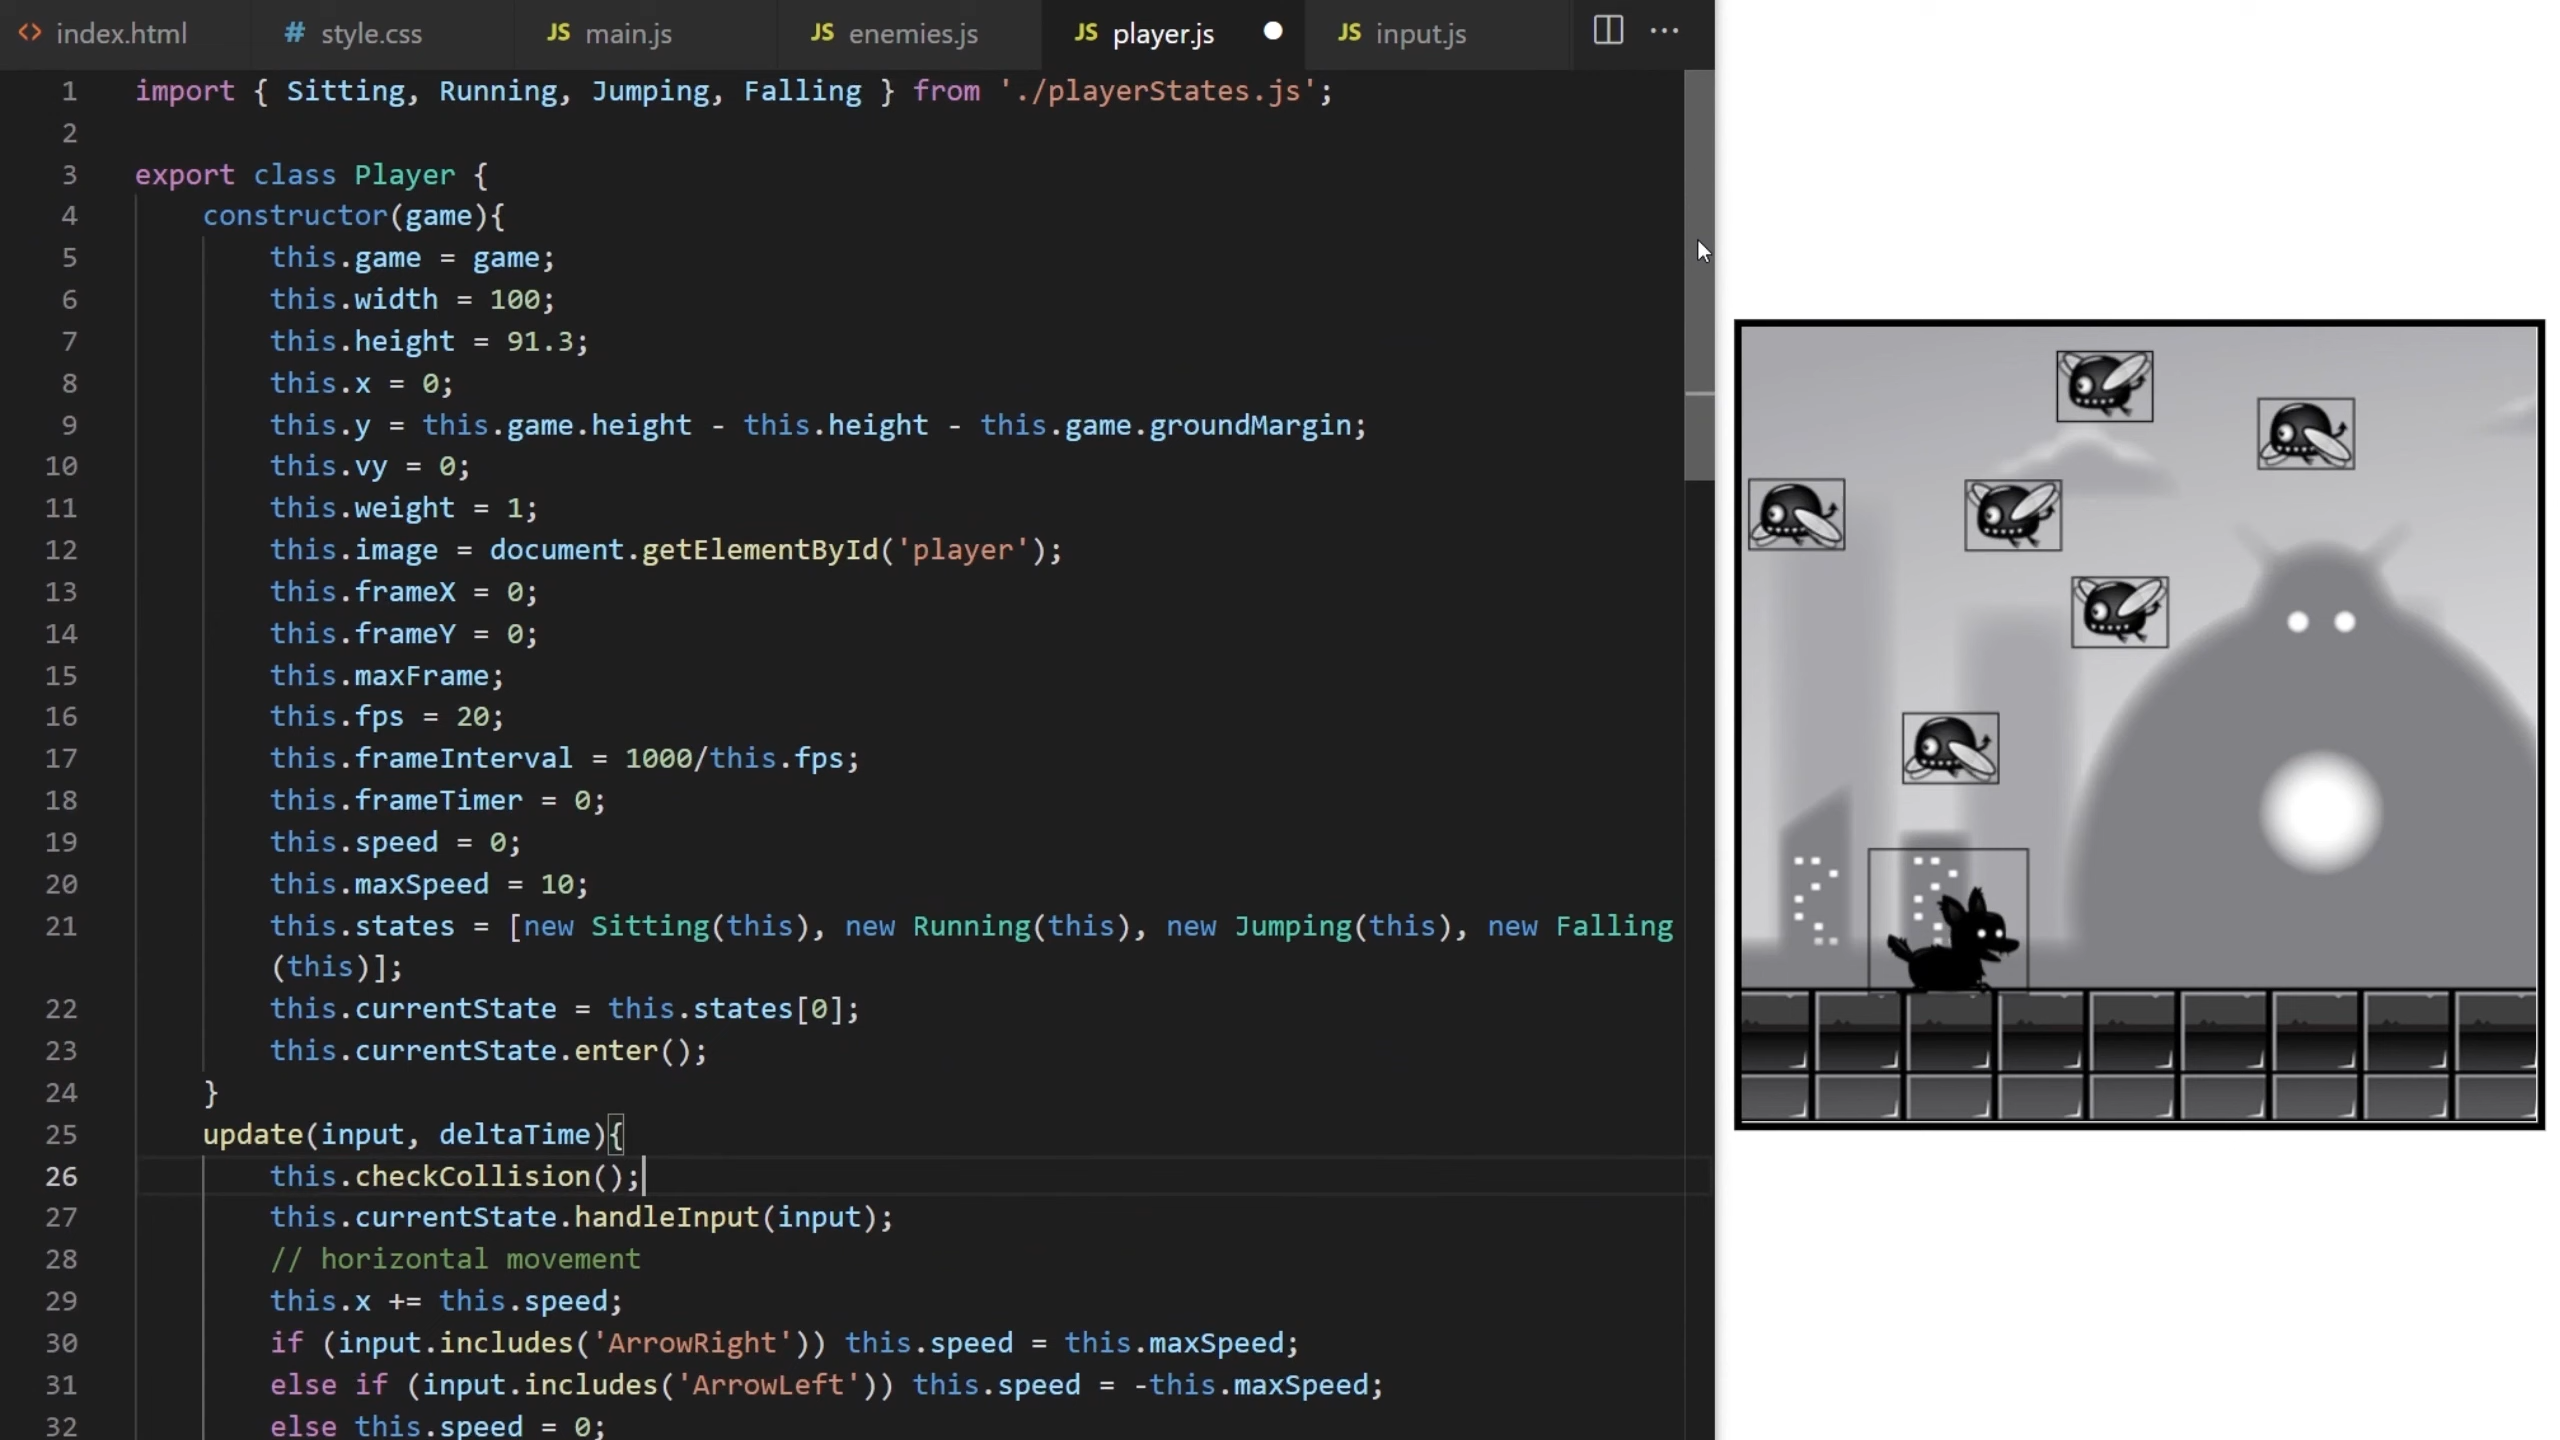 <> index.html # style.css JS main.js JS enemies.js JS player.js JS input.js
1 import { Sitting, Running, Jumping, Falling } from './playerStates.js';
2
3 export class Player {
4 constructor(game){
5 this.game = game;
6 this.width = 100;
7 this.height = 91.3;
8 this.x = 0;
9 this.y = this.game.height - this.height - this.game.groundMargin;
10 this.vy = 0;
11 this.weight = 1;
12 this.image = document.getElementById('player');
13 this.frameX = 0;
14 this.frameY = 0;
15 this.maxFrame;
16 this.fps = 20;
17 this.frameInterval = 1000/this.fps;
18 this.frameTimer = 0;
19 this.speed = 0;
20 this.maxSpeed = 10;
21 this.states = [new Sitting(this), new Running(this), new Jumping(this), new Falling
(this)];
22 this.currentState = this.states[0];
23 this.currentState.enter();
24 }
25 update(input, deltaTime){
26 this.checkCollision();
27 this.currentState.handleInput(input);
28 // horizontal movement
29 this.x += this.speed;
30 if (input.includes('ArrowRight')) this.speed = this.maxSpeed;
31 else if (input.includes('ArrowLeft')) this.speed = -this.maxSpeed;
32 else this.speed = 0;